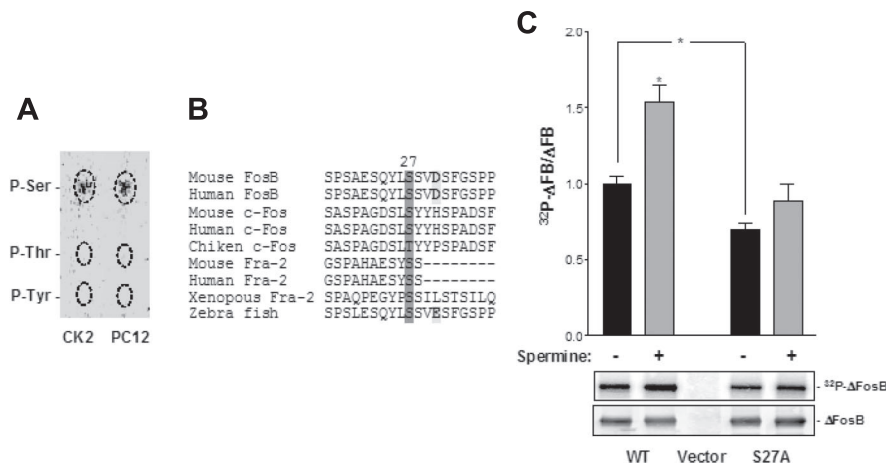 A
P-Ser
P-Thr
P-Tyr
CK2 PC12
B
27
Mouse FosB SPSAESQYLSSVDSFGSPP
Human FosB SPSAESQYLSSVDSFGSPP
Mouse c-Fos SASPAGDSLSYYHSPADSF
Human c-Fos SASPAGDSLSYYHSPADSF
Chiken c-Fos SASPAGDSLTYYPSPADSF
Mouse Fra-2 GSPAHAESYSS--------
Human Fra-2 GSPAHAESYSS--------
Xenopous Fra-2 SPAQPEGYPSSILSTSILQ
Zebra fish SPSLESQYLSSVESFGSPP
C
32P-ΔFB/ΔFB
2.0
1.5
1.0
0.5
0.0
*
*
Spermine: - + - +
32P-ΔFosB
ΔFosB
WT Vector S27A